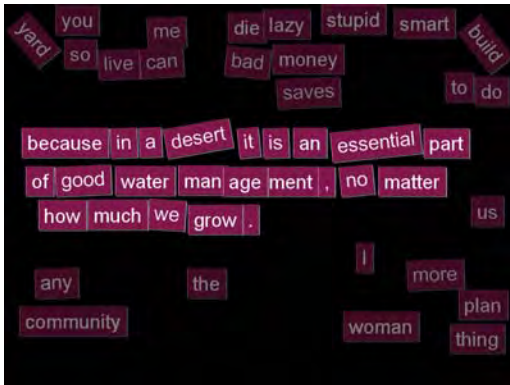 you me die lazy stupid smart
yard build
so live can bad money
saves to do
because in a desert it is an essential part
of good water man age ment , no matter
how much we grow .
us
I
any the more
plan
community woman thing